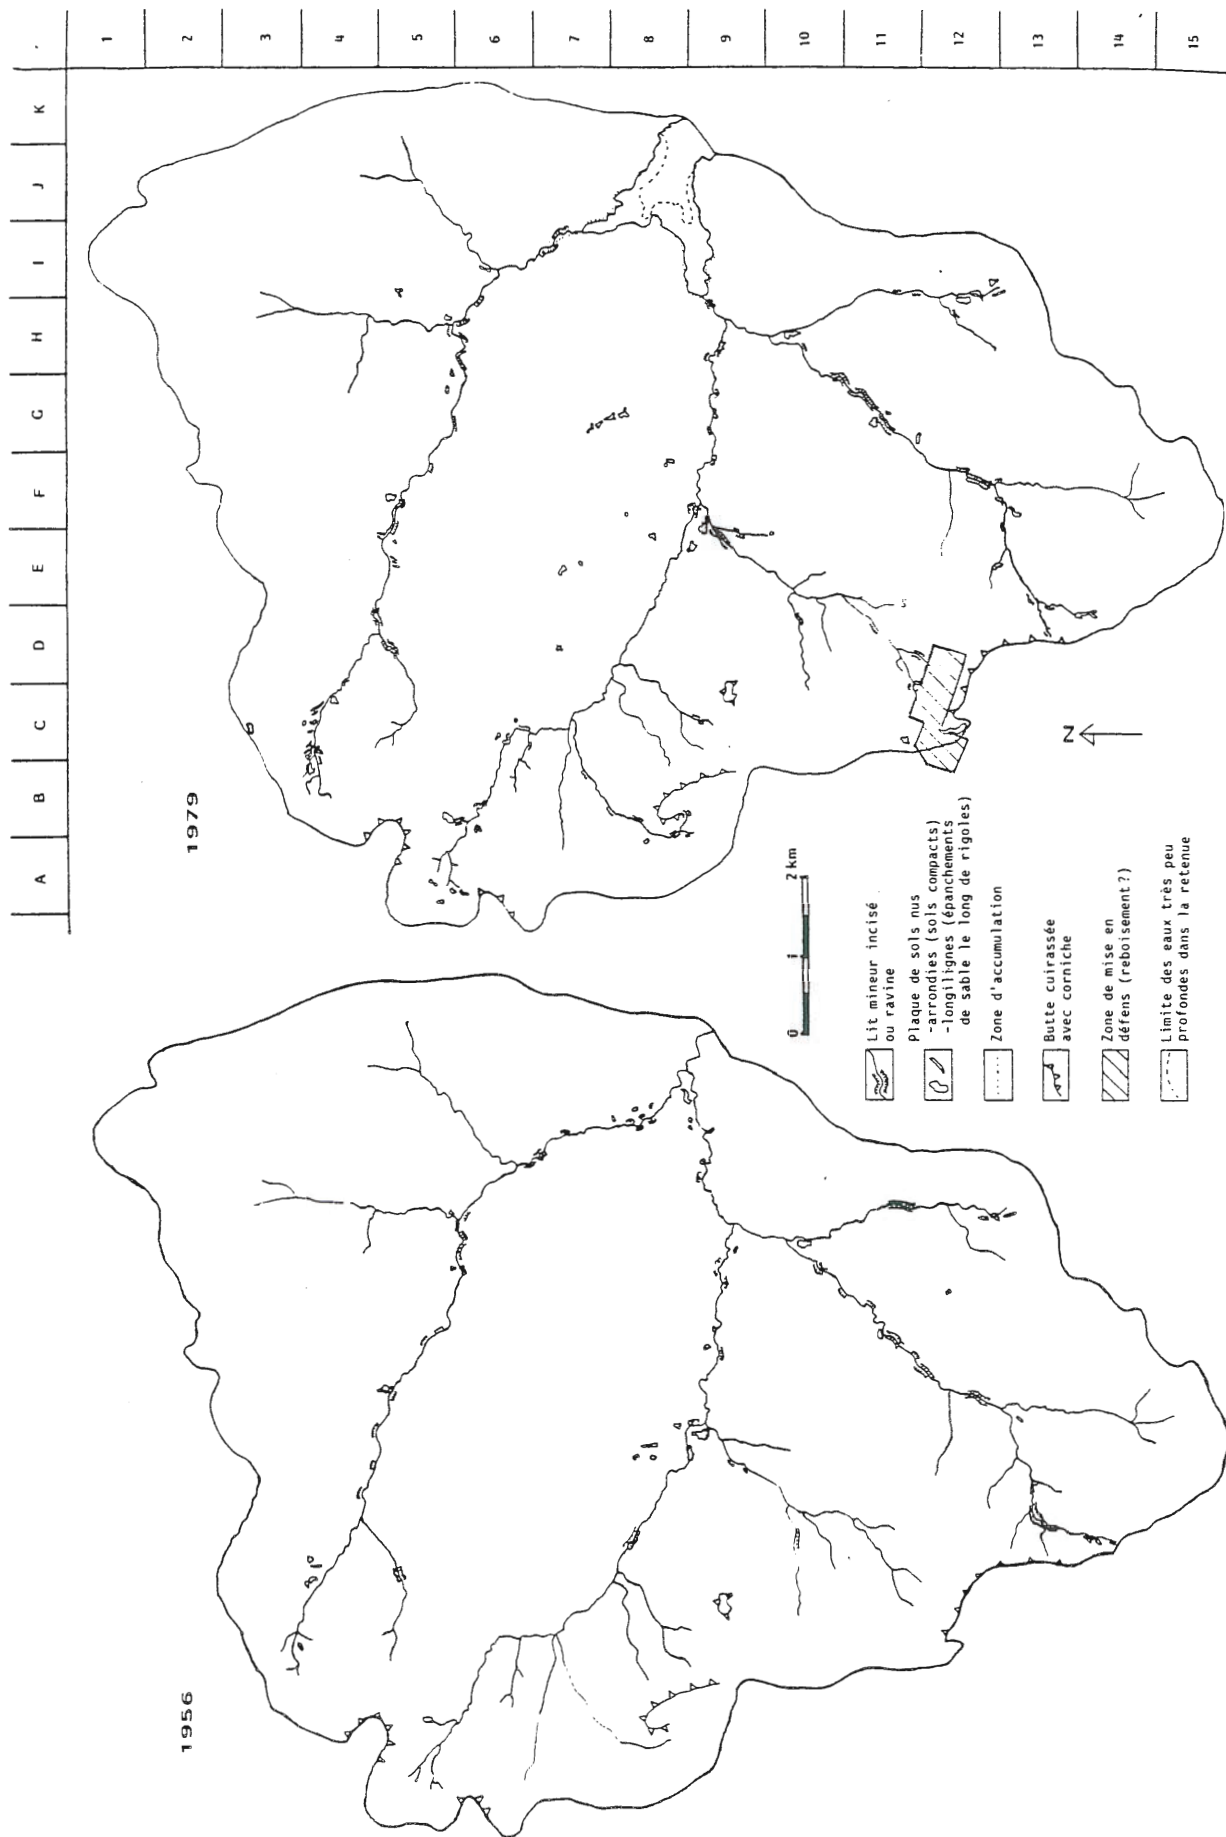 1
2
3
4
5
6
7
8
9
10
11
12
13
14
15
K
J
I
H
G
F
E
D
C
B
A
1979
1956
N
0 1 2 km
Lit mineur incisé
ou ravine
Plaque de sols nus
-arrondies (sols compacts)
-longilignes (épanchements
de sable le long de rigoles)
Zone d'accumulation
Butte cuirassée
avec corniche
Zone de mise en
défens (reboisement?)
Limite des eaux très peu
profondes dans la retenue